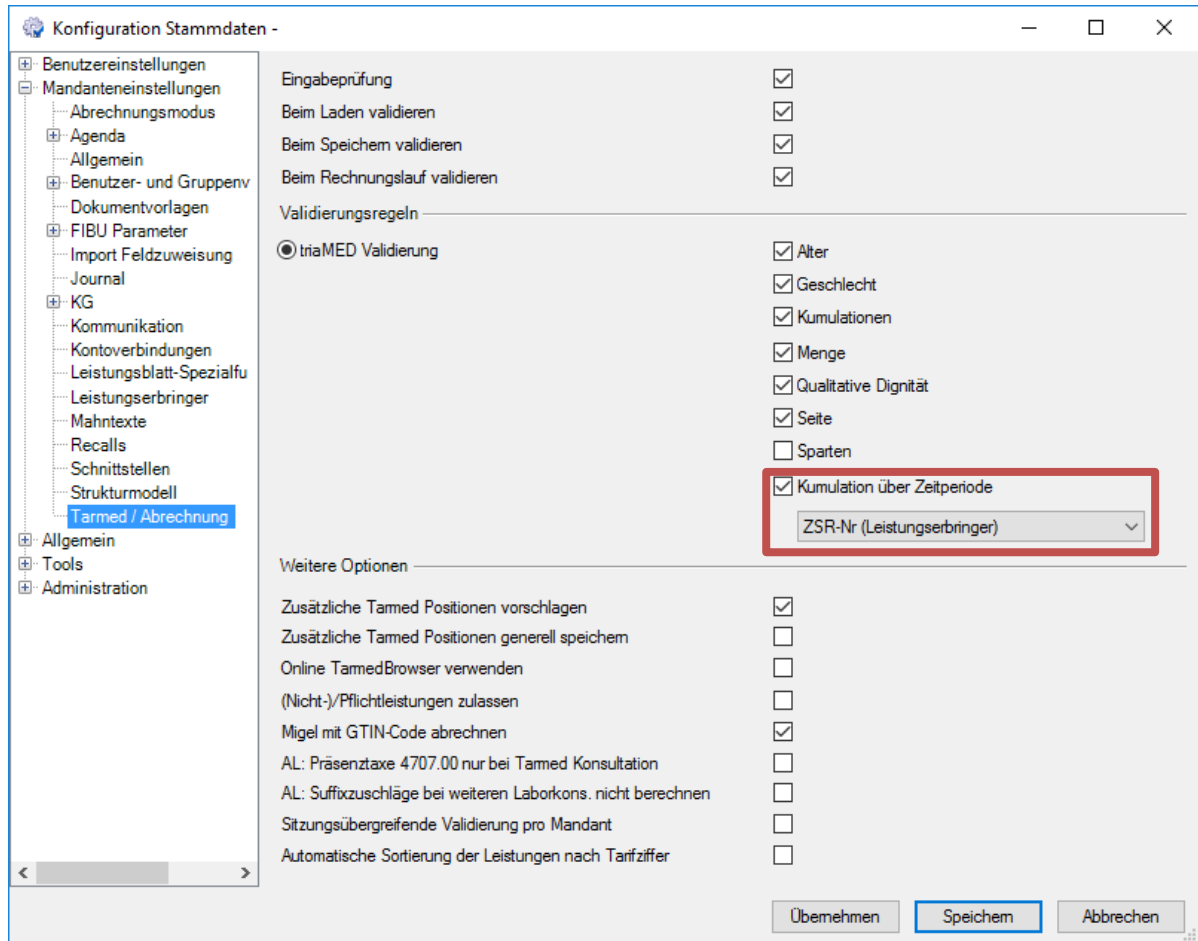 Konfiguration Stammdaten -
Benutzereinstellungen
Mandanteneinstellungen
Abrechnungsmodus
Agenda
Allgemein
Benutzer- und Gruppenv
Dokumentvorlagen
FIBU Parameter
Import Feldzuweisung
Journal
KG
Kommunikation
Kontoverbindungen
Leistungsblatt-Spezialfu
Leistungserbringer
Mahntexte
Recalls
Schnittstellen
Strukturmodell
Tarmed / Abrechnung
Allgemein
Tools
Administration
Eingabeprüfung
Beim Laden validieren
Beim Speichern validieren
Beim Rechnungslauf validieren
Validierungsregeln
triaMED Validierung
Alter
Geschlecht
Kumulationen
Menge
Qualitative Dignität
Seite
Sparten
Kumulation über Zeitperiode
ZSR-Nr (Leistungserbringer)
Weitere Optionen
Zusätzliche Tarmed Positionen vorschlagen
Zusätzliche Tarmed Positionen generell speichern
Online TarmedBrowser verwenden
(Nicht-)/Pflichtleistungen zulassen
Migel mit GTIN-Code abrechnen
AL: Präsenztaxe 4707.00 nur bei Tarmed Konsultation
AL: Suffixzuschläge bei weiteren Laborkons. nicht berechnen
Sitzungsübergreifende Validierung pro Mandant
Automatische Sortierung der Leistungen nach Tarifziffer
Übernehmen Speichern Abbrechen